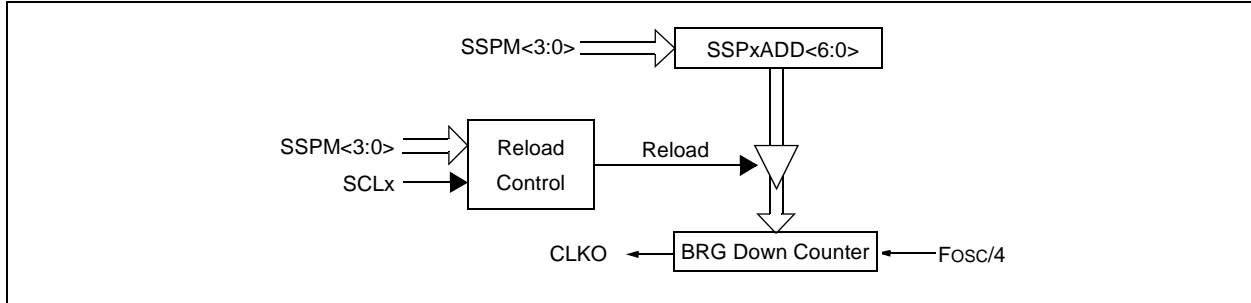 SSPM<3:0>
SSPxADD<6:0>
SSPM<3:0>
SCLx
Reload
Control
Reload
CLKO
BRG Down Counter
FOSC/4